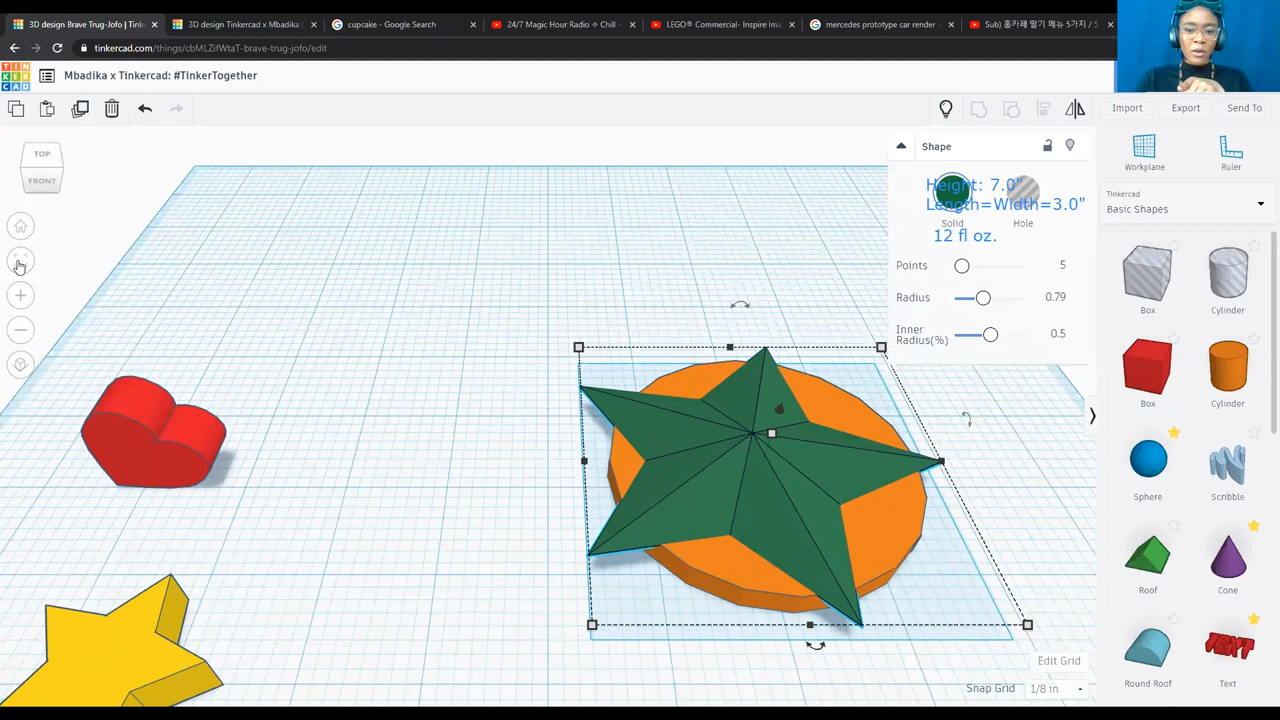 3D design Brave Trug-Jofo | Tink
3D design Tinkercad x Mbadika |
cupcake - Google Search
24/7 Magic Hour Radio ✧ Chill -
LEGO® Commercial- Inspire Ima
mercedes prototype car render -
Sub) 홈카페 딸기 메뉴 5가지 / 5
tinkercad.com/things/cbMLZifWtaT-brave-trug-jofo/edit
TIN
KER
CAD
Mbadika x Tinkercad: #TinkerTogether
Import
Export
Send To
TOP
FRONT
Shape
Height: 7.0"
Length=Width=3.0"
12 fl oz.
Solid
Hole
Points
5
Radius
0.79
Inner
Radius(%)
0.5
Workplane
Ruler
Tinkercad
Basic Shapes
Box
Cylinder
Box
Cylinder
Sphere
Scribble
Roof
Cone
Round Roof
TEXT
Text
Edit Grid
Snap Grid
1/8 in